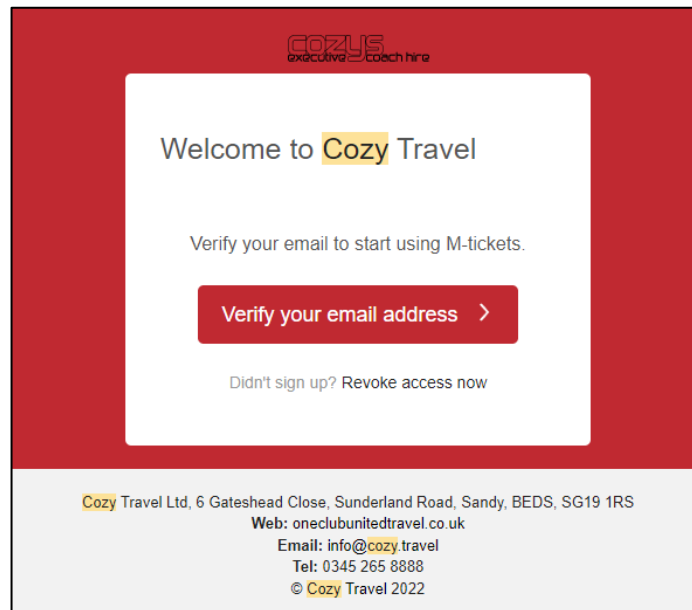 COZYS
executive coach hire
Welcome to Cozy Travel
Verify your email to start using M-tickets.
Verify your email address >
Didn't sign up? Revoke access now
Cozy Travel Ltd, 6 Gateshead Close, Sunderland Road, Sandy, BEDS, SG19 1RS
Web: oneclubunitedtravel.co.uk
Email: info@cozy.travel
Tel: 0345 265 8888
© Cozy Travel 2022